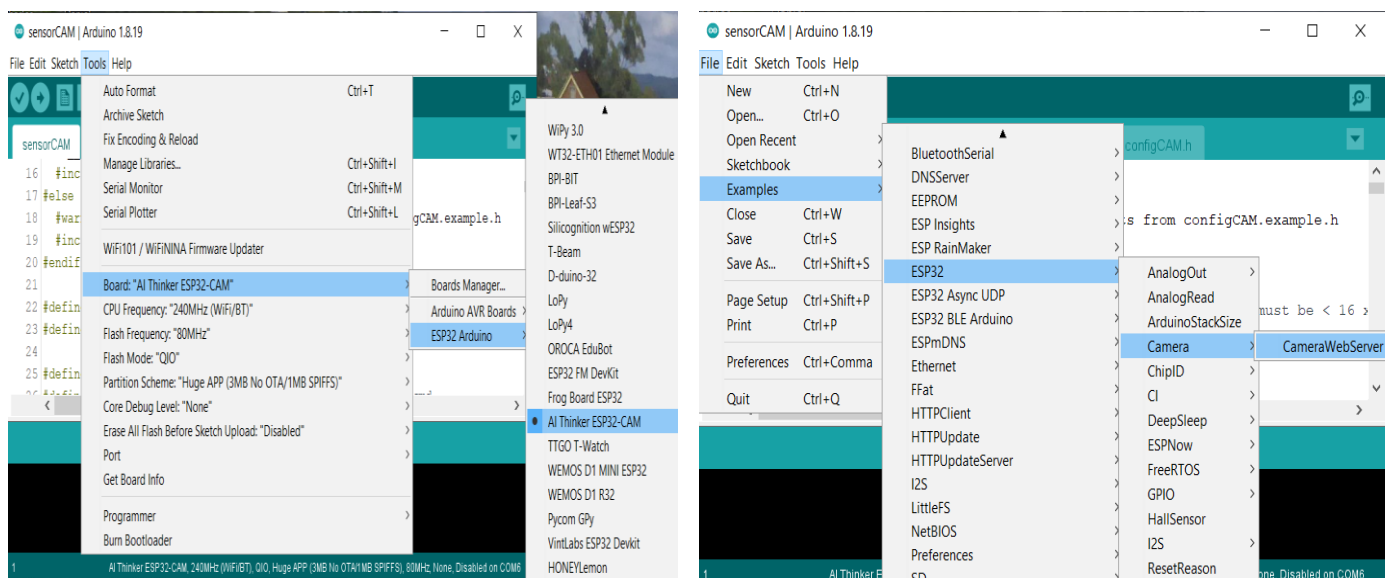 sensorCAM | Arduino 1.8.19
File Edit Sketch Tools Help
Auto Format Ctrl+T
Archive Sketch
Fix Encoding & Reload
Manage Libraries... Ctrl+Shift+I
Serial Monitor Ctrl+Shift+M
Serial Plotter Ctrl+Shift+L
WiFi101 / WiFiNINA Firmware Updater
Board: "AI Thinker ESP32-CAM"
CPU Frequency: "240MHz (WiFi/BT)"
Flash Frequency: "80MHz"
Flash Mode: "QIO"
Partition Scheme: "Huge APP (3MB No OTA/1MB SPIFFS)"
Core Debug Level: "None"
Erase All Flash Before Sketch Upload: "Disabled"
Port
Get Board Info
Programmer
Burn Bootloader
sensorCAM
16 #inc
17 #else
18 #war
19 #inc
20 #endif
21
22 #defin
23 #defin
24
25 #defin
gCAM.example.h
Boards Manager...
Arduino AVR Boards
ESP32 Arduino
WiPy 3.0
WT32-ETH01 Ethernet Module
BPI-BIT
BPI-Leaf-S3
Silicognition wESP32
T-Beam
D-duino-32
LoPy
LoPy4
OROCA EduBot
ESP32 FM DevKit
Frog Board ESP32
AI Thinker ESP32-CAM
TTGO T-Watch
WEMOS D1 MINI ESP32
WEMOS D1 R32
Pycom GPy
VintLabs ESP32 Devkit
HONEYLemon
1 AI Thinker ESP32-CAM, 240MHz (WiFi/BT), QIO, Huge APP (3MB No OTA/1MB SPIFFS), 80MHz, None, Disabled on COM6
sensorCAM | Arduino 1.8.19
File Edit Sketch Tools Help
New Ctrl+N
Open... Ctrl+O
Open Recent
Sketchbook
Examples
Close Ctrl+W
Save Ctrl+S
Save As... Ctrl+Shift+S
Page Setup Ctrl+Shift+P
Print Ctrl+P
Preferences Ctrl+Comma
Quit Ctrl+Q
BluetoothSerial
DNSServer
EEPROM
ESP Insights
ESP RainMaker
ESP32
ESP32 Async UDP
ESP32 BLE Arduino
ESPmDNS
Ethernet
FFat
HTTPClient
HTTPUpdate
HTTPUpdateServer
I2S
LittleFS
NetBIOS
Preferences
configCAM.h
s from configCAM.example.h
must be < 16
AnalogOut
AnalogRead
ArduinoStackSize
Camera
ChipID
CI
DeepSleep
ESPNow
FreeRTOS
GPIO
HallSensor
I2S
ResetReason
CameraWebServer
1 AI Thinker E
one, Disabled on COM6